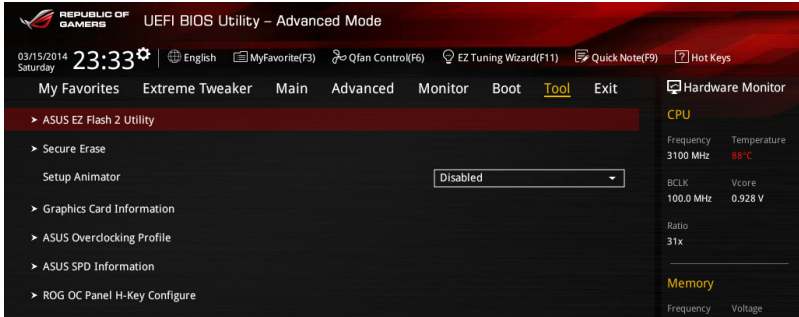 REPUBLIC OF
GAMERS
UEFI BIOS Utility – Advanced Mode
03/15/2014
Saturday
23:33
English
MyFavorite(F3)
Qfan Control(F6)
EZ Tuning Wizard(F11)
Quick Note(F9)
? Hot Keys
My Favorites Extreme Tweaker Main Advanced Monitor Boot Tool Exit
Hardware Monitor
> ASUS EZ Flash 2 Utility
> Secure Erase
Setup Animator Disabled
> Graphics Card Information
> ASUS Overclocking Profile
> ASUS SPD Information
> ROG OC Panel H-Key Configure
CPU
Frequency Temperature
3100 MHz 88°C
BCLK Vcore
100.0 MHz 0.928 V
Ratio
31x
Memory
Frequency Voltage